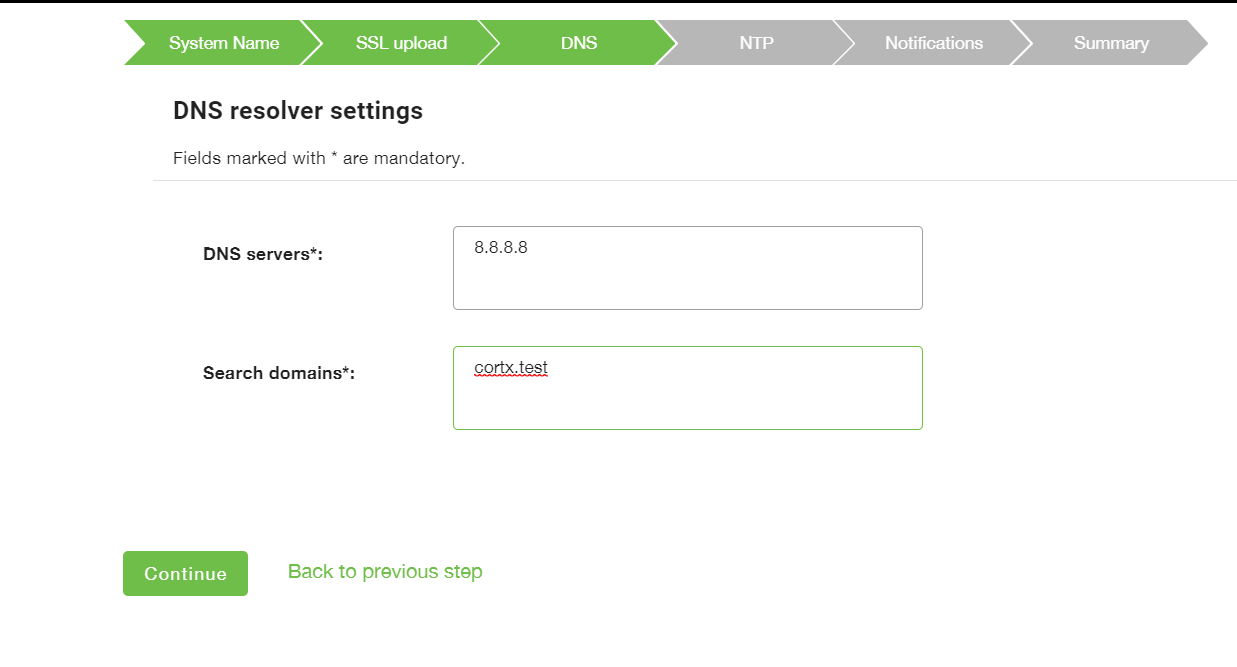 System Name SSL upload DNS NTP Notifications Summary
DNS resolver settings
Fields marked with * are mandatory.
DNS servers*: 8.8.8.8
Search domains*: cortx.test
Continue Back to previous step